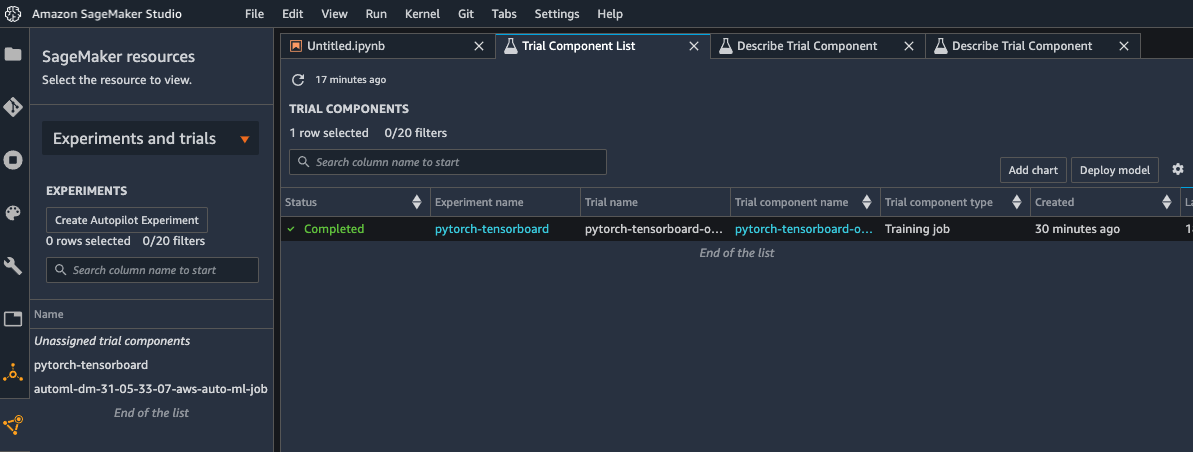 Amazon SageMaker Studio File Edit View Run Kernel Git Tabs Settings Help
SageMaker resources
Select the resource to view.
Experiments and trials
EXPERIMENTS
Create Autopilot Experiment
0 rows selected 0/20 filters
Search column name to start
Name
Unassigned trial components
pytorch-tensorboard
automl-dm-31-05-33-07-aws-auto-ml-job
End of the list
Untitled.ipynb Trial Component List Describe Trial Component Describe Trial Component
17 minutes ago
TRIAL COMPONENTS
1 row selected 0/20 filters
Search column name to start
Add chart Deploy model
Status Experiment name Trial name Trial component name Trial component type Created
Completed pytorch-tensorboard pytorch-tensorboard-o... pytorch-tensorboard-o... Training job 30 minutes ago
End of the list